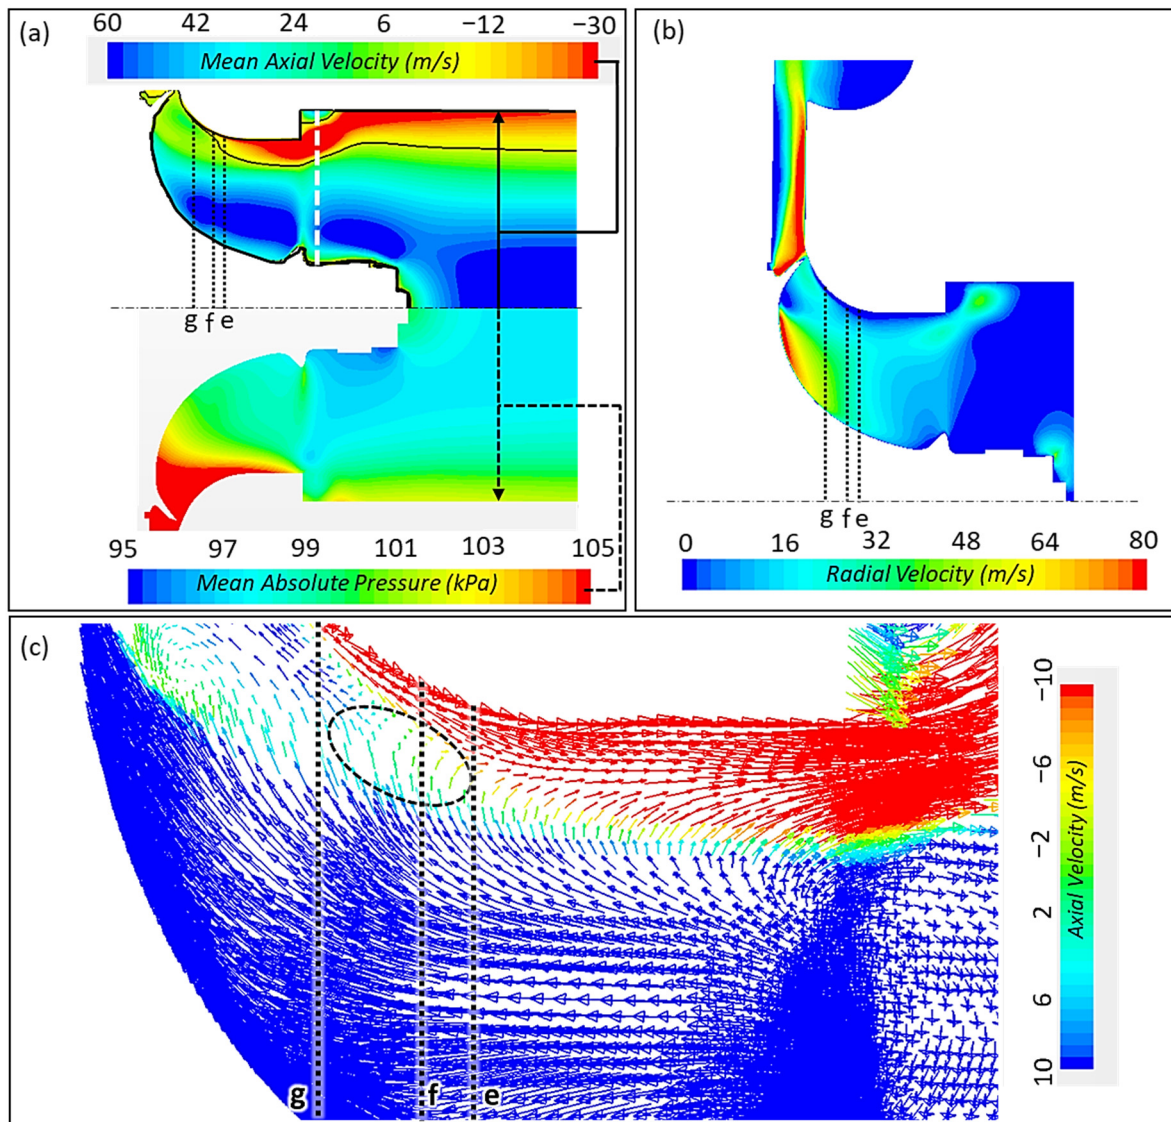 (a)
60 42 24 6 −12 −30
Mean Axial Velocity (m/s)
g f e
95 97 99 101 103 105
Mean Absolute Pressure (kPa)
(b)
g f e
0 16 32 48 64 80
Radial Velocity (m/s)
(c)
g f e
−10
−6
−2
2
6
10
Axial Velocity (m/s)